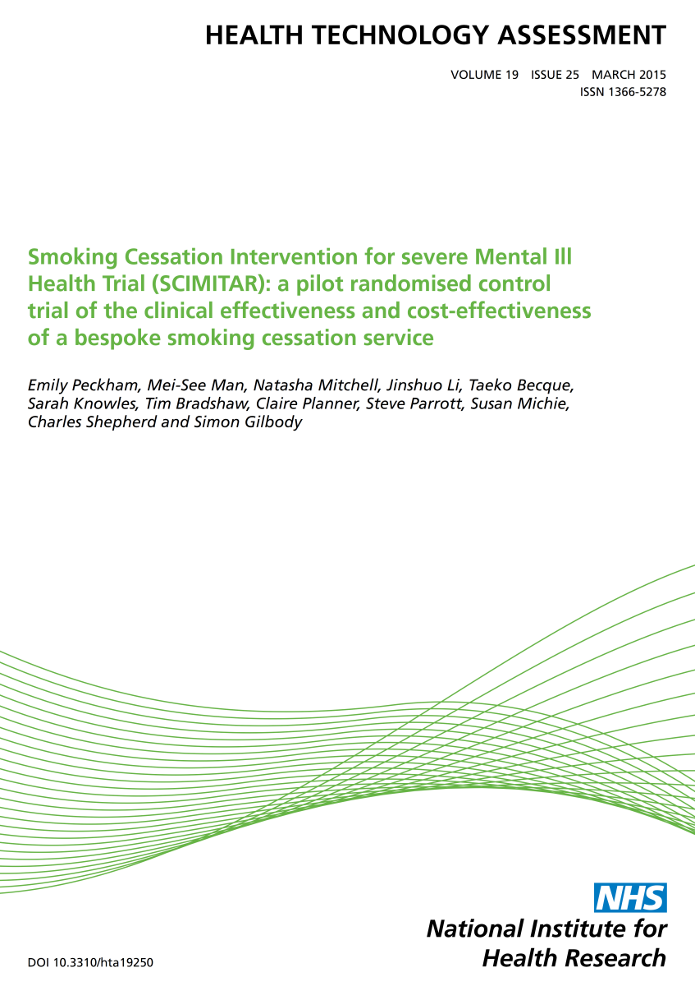 HEALTH TECHNOLOGY ASSESSMENT
VOLUME 19 ISSUE 25 MARCH 2015
ISSN 1366-5278
Smoking Cessation Intervention for severe Mental Ill
Health Trial (SCIMITAR): a pilot randomised control
trial of the clinical effectiveness and cost-effectiveness
of a bespoke smoking cessation service
Emily Peckham, Mei-See Man, Natasha Mitchell, Jinshuo Li, Taeko Becque,
Sarah Knowles, Tim Bradshaw, Claire Planner, Steve Parrott, Susan Michie,
Charles Shepherd and Simon Gilbody
NHS
National Institute for
Health Research
DOI 10.3310/hta19250